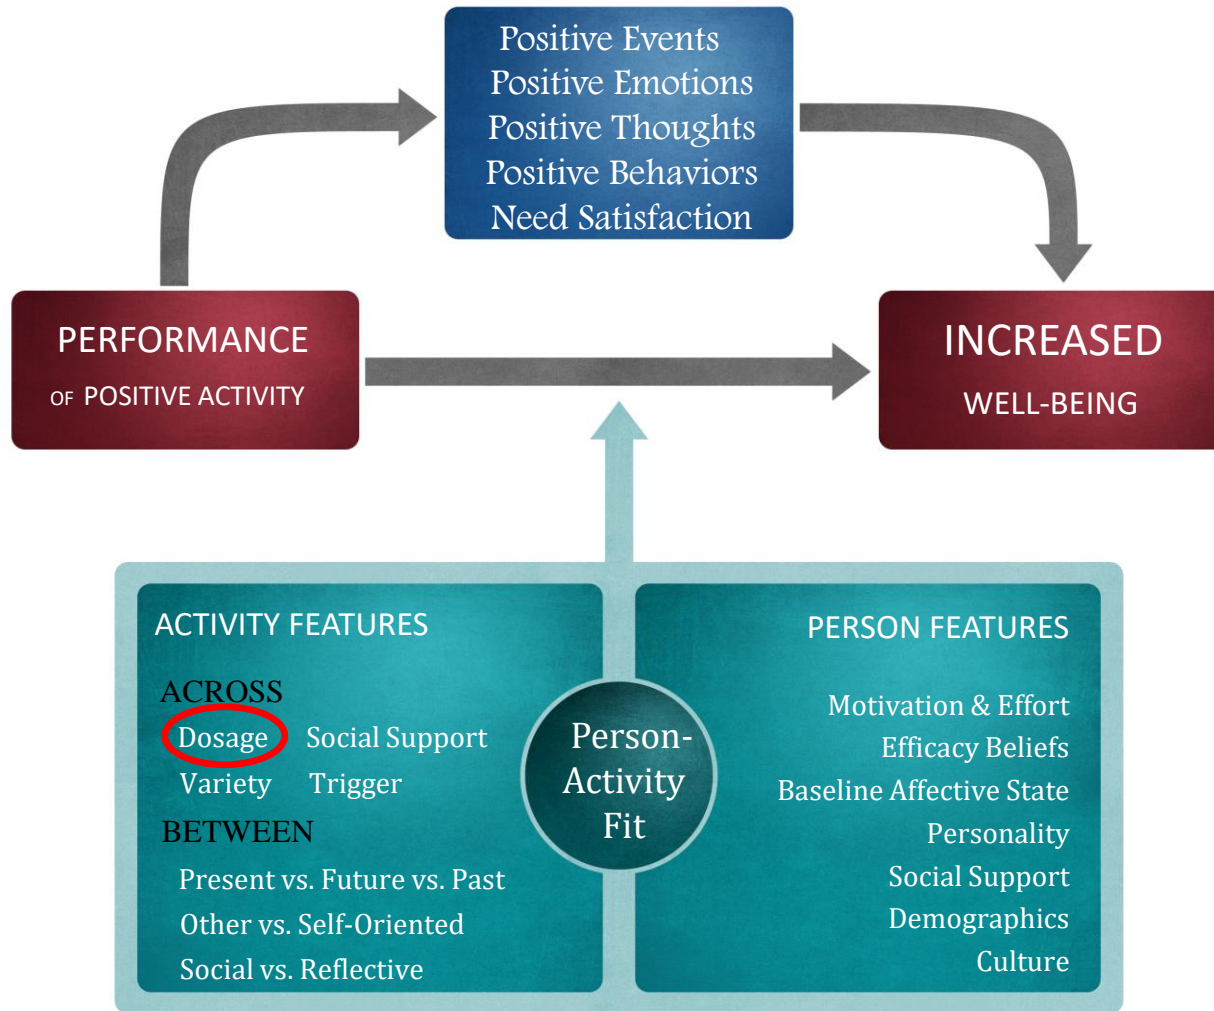 Positive Events
Positive Emotions
Positive Thoughts
Positive Behaviors
Need Satisfaction
PERFORMANCE
OF POSITIVE ACTIVITY
INCREASED
WELL-BEING
ACTIVITY FEATURES
ACROSS
Dosage Social Support
Variety Trigger
BETWEEN
Present vs. Future vs. Past
Other vs. Self-Oriented
Social vs. Reflective
Person-
Activity
Fit
PERSON FEATURES
Motivation & Effort
Efficacy Beliefs
Baseline Affective State
Personality
Social Support
Demographics
Culture